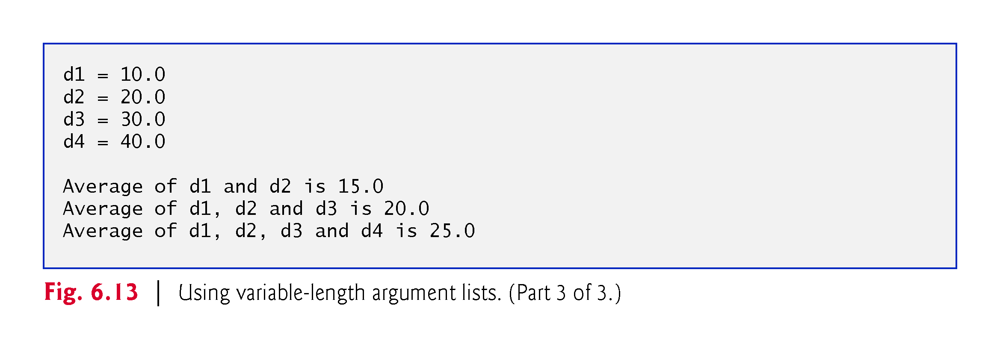 d1 = 10.0
d2 = 20.0
d3 = 30.0
d4 = 40.0
Average of d1 and d2 is 15.0
Average of d1, d2 and d3 is 20.0
Average of d1, d2, d3 and d4 is 25.0
Fig. 6.13 | Using variable-length argument lists. (Part 3 of 3.)